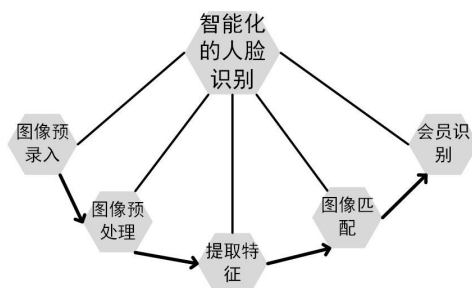 智能化
的人脸
识别
图像预
录入
图像预
处理
提取特
征
图像匹
配
会员识
别